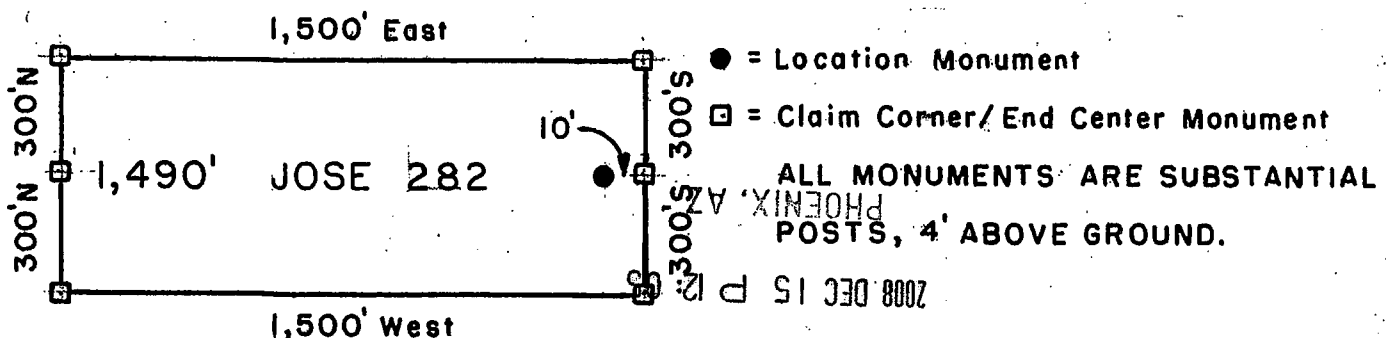 1,500' East
300'N 300'N
1,490' JOSE 282
10'
300'S 300'S
1,500' West
● = Location Monument
⊡ = Claim Corner/End Center Monument
ALL MONUMENTS ARE SUBSTANTIAL
POSTS, 4' ABOVE GROUND.
PHOENIX, AZ
2008 DEC 15 P 12: